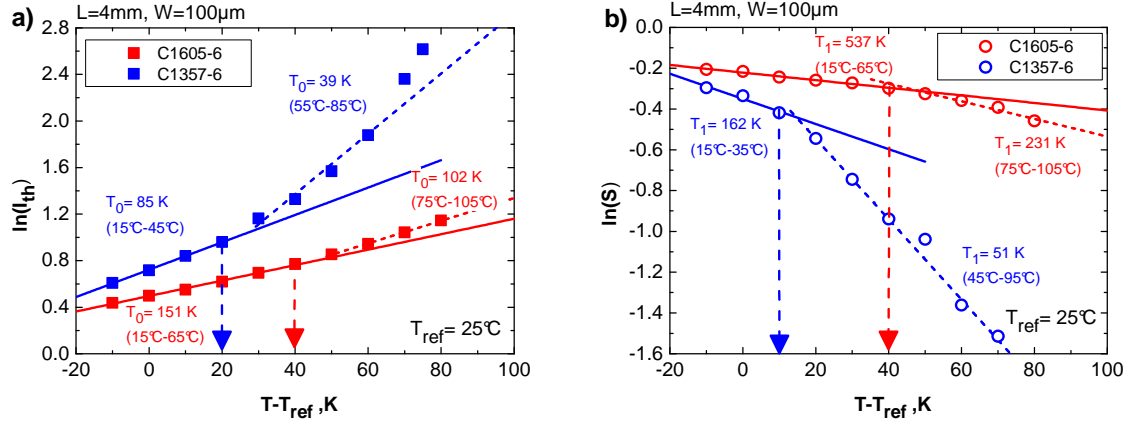 a)
L=4mm, W=100µm
2.8
2.4
2.0
1.6
1.2
0.8
0.4
0.0
ln(Ith)
C1605-6
C1357-6
T0= 39 K
(55℃-85℃)
T0= 85 K
(15℃-45℃)
T0= 102 K
(75℃-105℃)
T0= 151 K
(15℃-65℃)
Tref= 25℃
-20 0 20 40 60 80 100
T-Tref ,K
b)
L=4mm, W=100µm
-0.0
-0.2
-0.4
-0.6
-0.8
-1.0
-1.2
-1.4
-1.6
ln(S)
T1= 537 K
(15℃-65℃)
C1605-6
C1357-6
T1= 162 K
(15℃-35℃)
T1= 231 K
(75℃-105℃)
T1= 51 K
(45℃-95℃)
Tref= 25℃
-20 0 20 40 60 80 100
T-Tref ,K